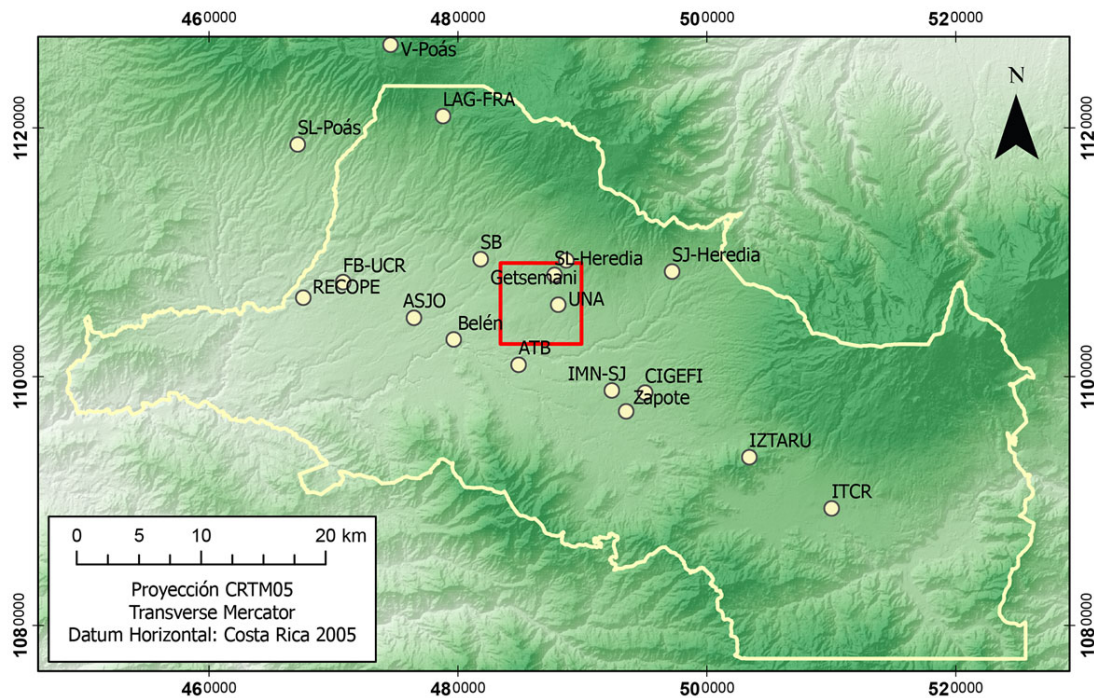 460000 480000 500000 520000
V-Poás
N
LAG-FRA
1120000 1120000
SL-Poás
SB
SL-Heredia
SJ-Heredia
FB-UCR
Getsemani
RECOPE
ASJO
UNA
Belén
ATB
1100000 1100000
IMN-SJ
CIGEFI
Zapote
IZTARU
ITCR
0 5 10 20 km
Proyección CRTM05
Transverse Mercator
Datum Horizontal: Costa Rica 2005
1080000 1080000
460000 480000 500000 520000